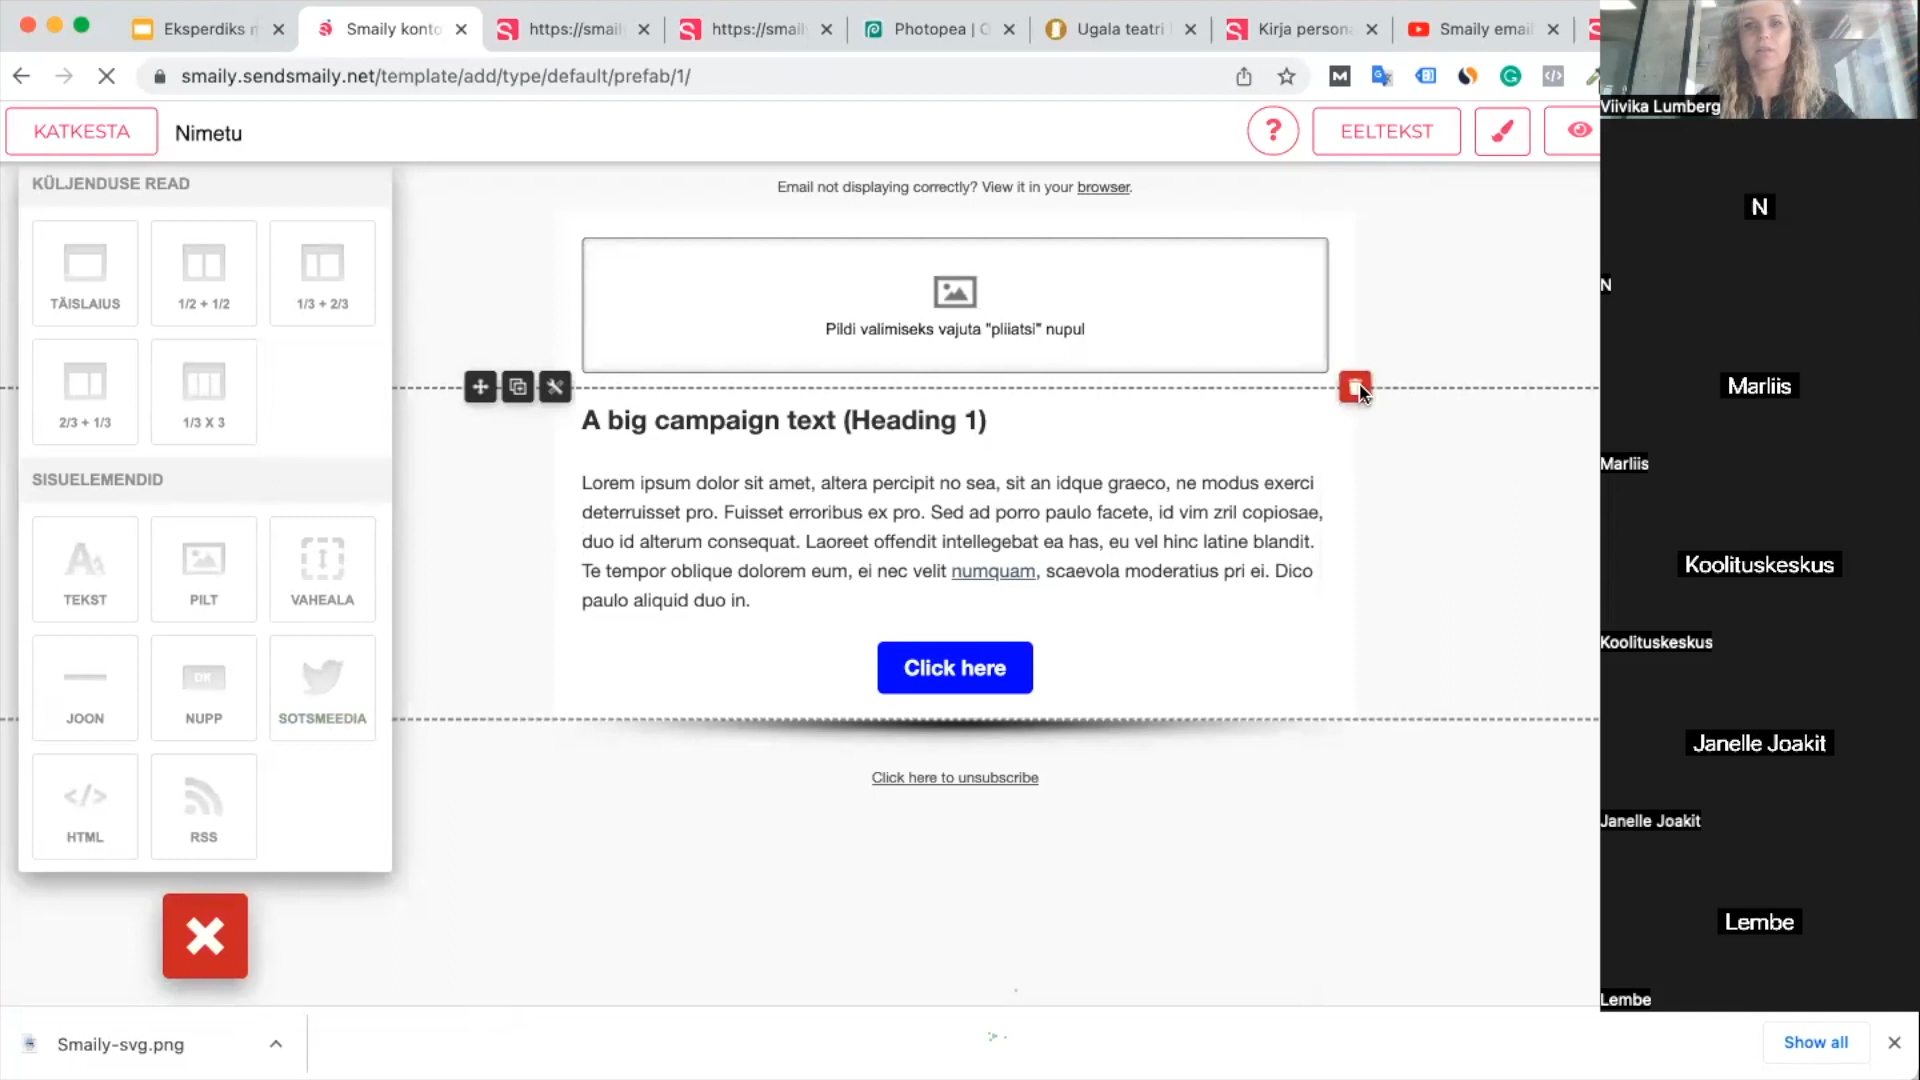 Eksperdiks
Smaily konto
https://smaily
https://smaily
Photopea |
Ugala teatri
Kirja persona
Smaily email
smaily.sendsmaily.net/template/add/type/default/prefab/1/
KATKESTA
Nimetu
?
EELTEKST
KÜLJENDUSE READ
TÄISLAIUS
1/2 + 1/2
1/3 + 2/3
2/3 + 1/3
1/3 X 3
SISUELEMENDID
TEKST
PILT
VAHEALA
JOON
OK
NUPP
SOTSMEEDIA
</>
HTML
RSS
Email not displaying correctly? View it in your browser.
Pildi valimiseks vajuta "pliiatsi" nupul
A big campaign text (Heading 1)
Lorem ipsum dolor sit amet, altera percipit no sea, sit an idque graeco, ne modus exerci
deterruisset pro. Fuisset erroribus ex pro. Sed ad porro paulo facete, id vim zril copiosae,
duo id alterum consequat. Laoreet offendit intellegebat ea has, eu vel hinc latine blandit.
Te tempor oblique dolorem eum, ei nec velit numquam, scaevola moderatius pri ei. Dico
paulo aliquid duo in.
Click here
Click here to unsubscribe
Smaily-svg.png
Show all
Viivika Lumberg
N
N
Marliis
Marliis
Koolituskeskus
Koolituskeskus
Janelle Joakit
Janelle Joakit
Lembe
Lembe